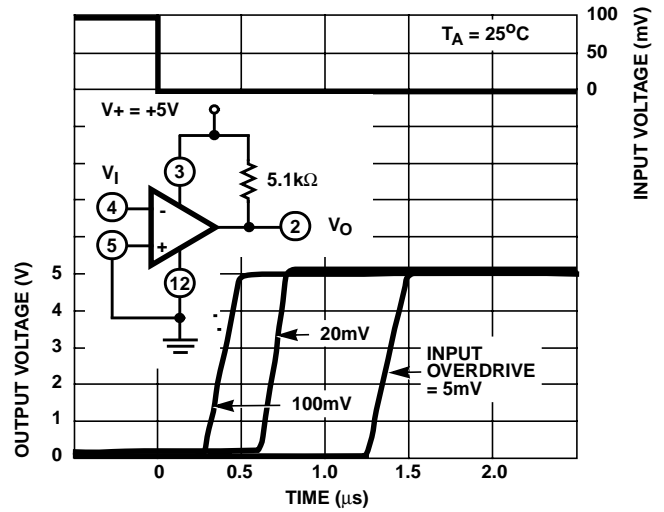 T_A = 25°C
100
50
0
INPUT VOLTAGE (mV)
V+ = +5V
3
5.1kΩ
V_I
4
-
2
V_O
5
+
12
OUTPUT VOLTAGE (V)
5
4
3
2
1
0
20mV
100mV
INPUT
OVERDRIVE
= 5mV
0
0.5
1.0
1.5
2.0
TIME (μs)